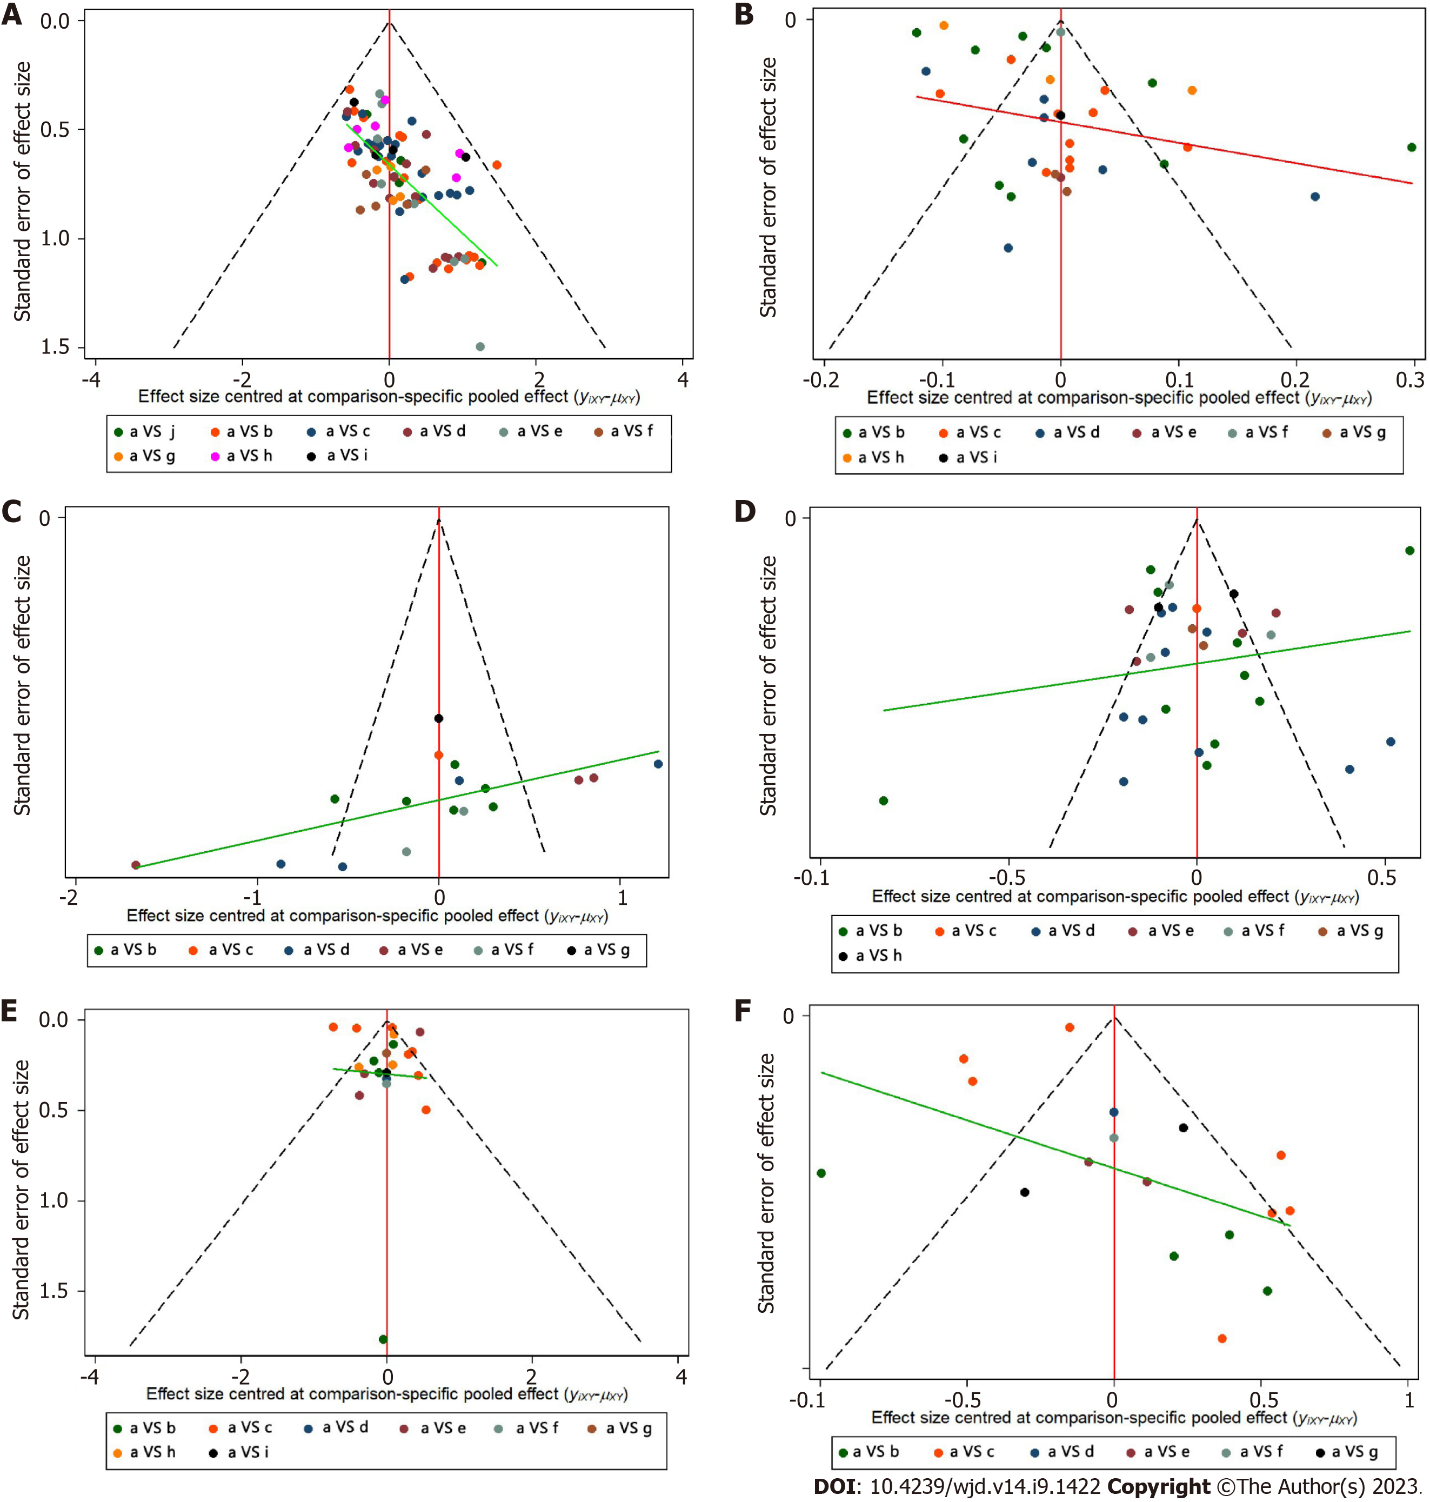 A
0.0
0.5
1.0
1.5
Standard error of effect size
-4 -2 0 2 4
Effect size centred at comparison-specific pooled effect (yiXY-μXY)
a VS j a VS b a VS c a VS d a VS e a VS f
a VS g a VS h a VS i
B
0
Standard error of effect size
-0.2 -0.1 0 0.1 0.2 0.3
Effect size centred at comparison-specific pooled effect (yiXY-μXY)
a VS b a VS c a VS d a VS e a VS f a VS g
a VS h a VS i
C
0
Standard error of effect size
-2 -1 0 1
Effect size centred at comparison-specific pooled effect (yiXY-μXY)
a VS b a VS c a VS d a VS e a VS f a VS g
D
0
Standard error of effect size
-0.1 -0.5 0 0.5
Effect size centred at comparison-specific pooled effect (yiXY-μXY)
a VS b a VS c a VS d a VS e a VS f a VS g
a VS h
E
0.0
0.5
1.0
1.5
Standard error of effect size
-4 -2 0 2 4
Effect size centred at comparison-specific pooled effect (yiXY-μXY)
a VS b a VS c a VS d a VS e a VS f a VS g
a VS h a VS i
F
0
Standard error of effect size
-0.1 -0.5 0 0.5 1
Effect size centred at comparison-specific pooled effect (yiXY-μXY)
a VS b a VS c a VS d a VS e a VS f a VS g
DOI: 10.4239/wjd.v14.i9.1422 Copyright ©The Author(s) 2023.